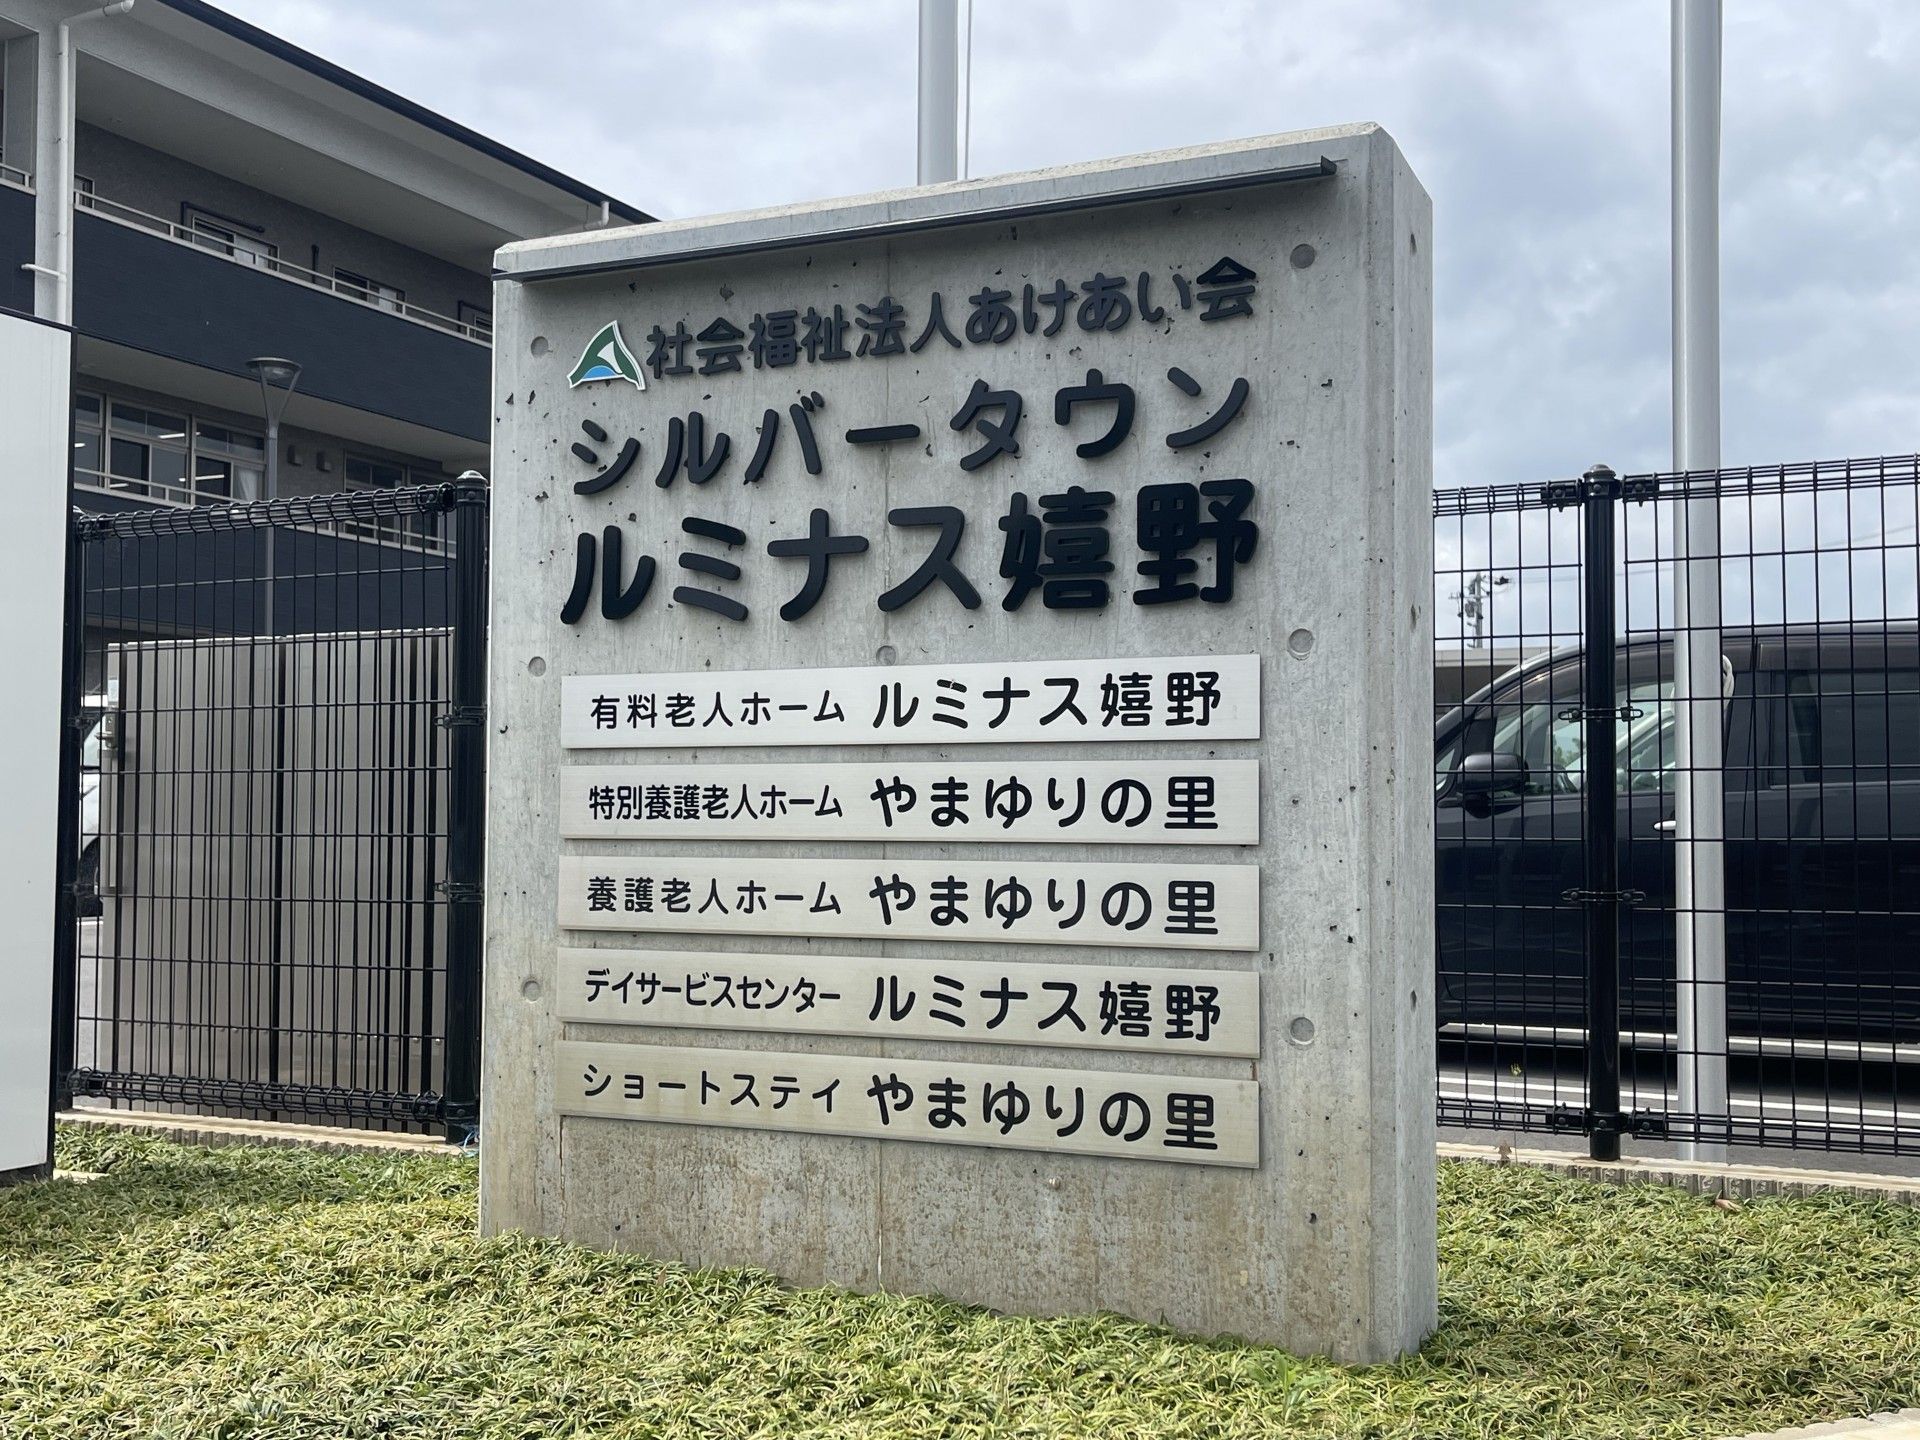 社会福祉法人あけあい会
シルバータウン
ルミナス嬉野
有料老人ホーム ルミナス嬉野
特別養護老人ホーム やまゆりの里
養護老人ホーム やまゆりの里
デイサービスセンター ルミナス嬉野
ショートステイ やまゆりの里